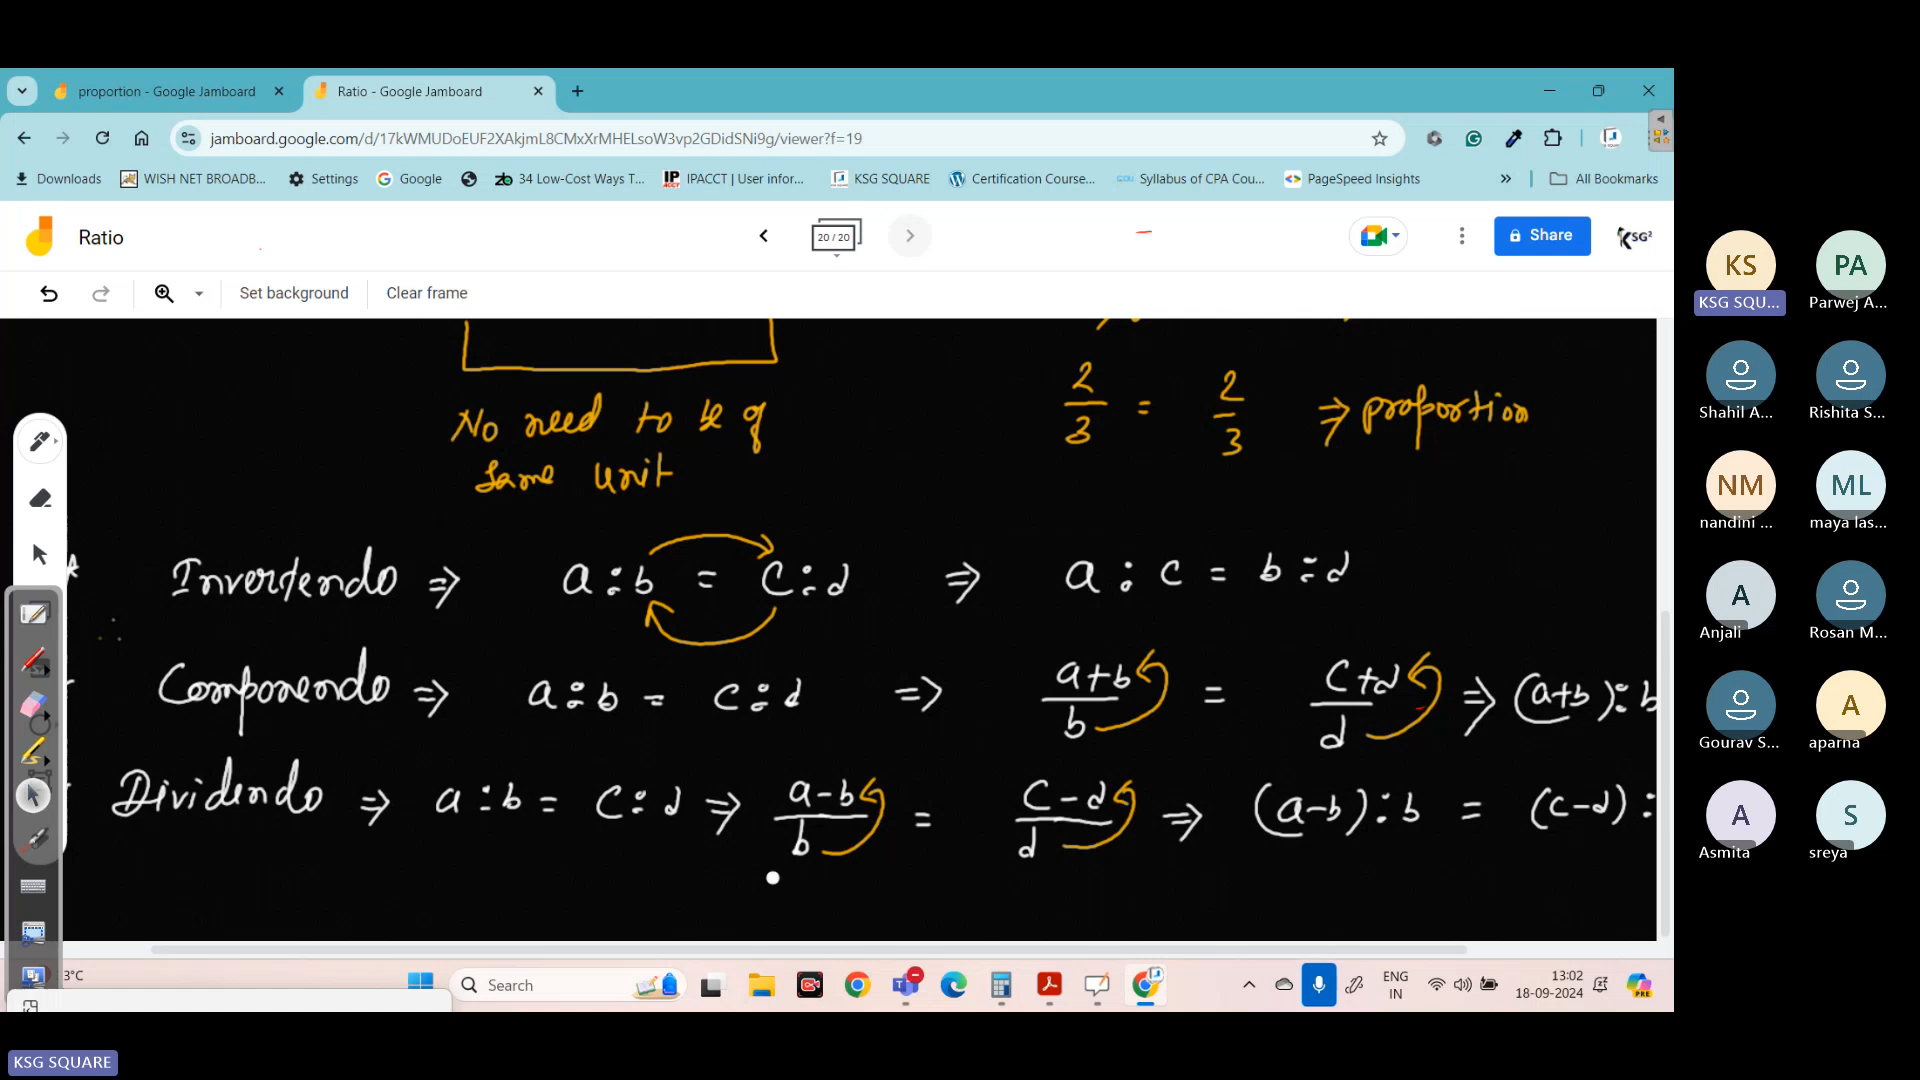 proportion - Google Jamboard
Ratio - Google Jamboard
jamboard.google.com/d/17kWMUDoEUF2XAkjmL8CMxXrMHELsoW3vp2GDidSNi9g/viewer?f=19
Downloads WISH NET BROADB... Settings Google 34 Low-Cost Ways T... IPACCT | User infor... KSG SQUARE Certification Course... Syllabus of CPA Cou... PageSpeed Insights » All Bookmarks
Ratio
20 / 20
Share
KSG²
Set background
Clear frame
2/3 = 2/3 ⇒ proportion
No need to be of
same unit
Invertendo ⇒ a : b = c : d ⇒ a : c = b : d
Componendo ⇒ a : b = c : d ⇒ a+b/b = c+d/d ⇒ (a+b) : b
Dividendo ⇒ a : b = c : d ⇒ a-b/b = c-d/d ⇒ (a-b) : b = (c-d) :
3°C
Search
ENG
IN
13:02
18-09-2024
PRE
KS
KSG SQU...
PA
Parwej A...
Shahil A...
Rishita S...
NM
nandini ...
ML
maya las...
A
Anjali
Rosan M...
Gourav S...
A
aparna
A
Asmita
S
sreya
KSG SQUARE